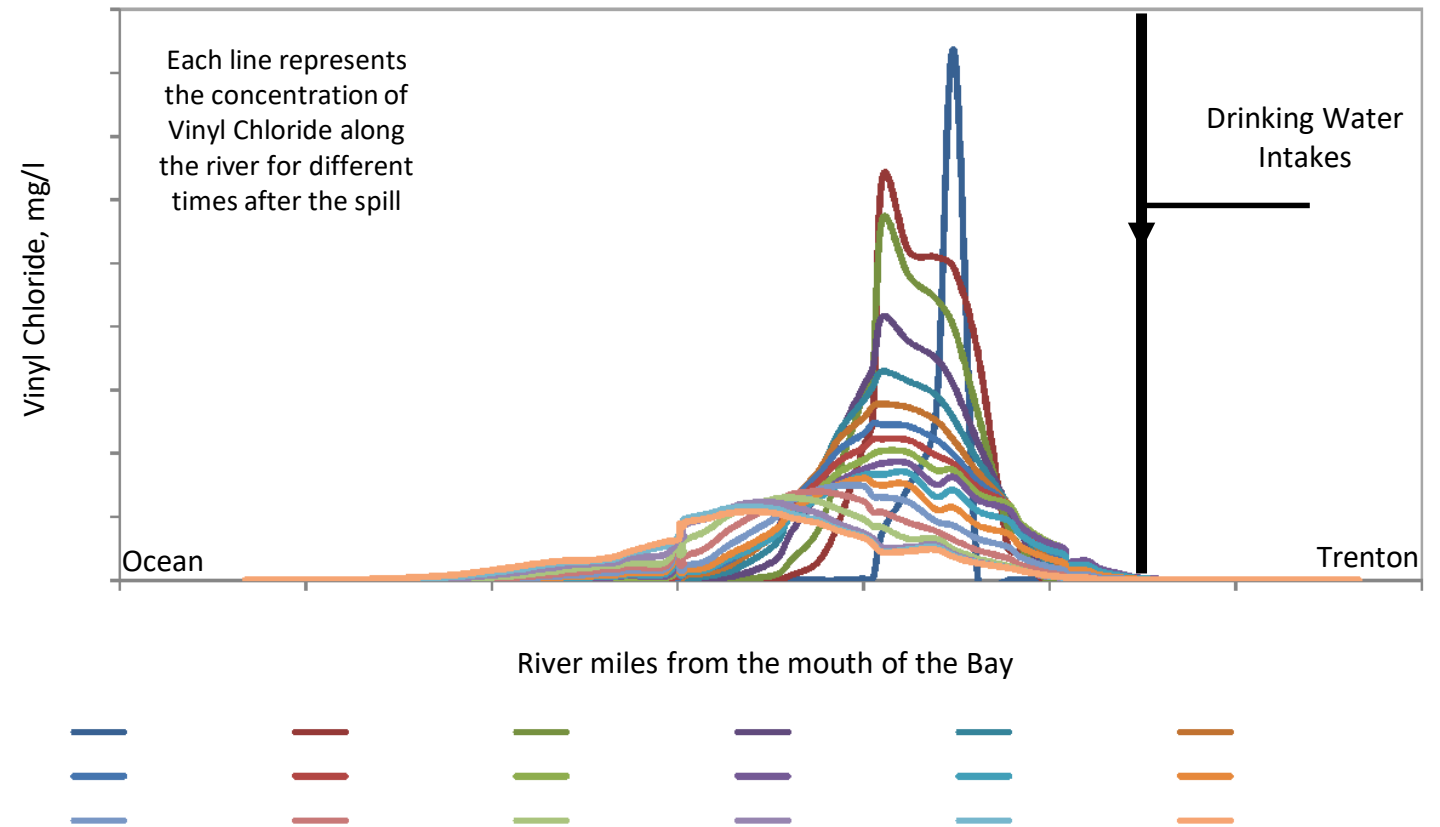 Each line represents
the concentration of
Vinyl Chloride along
the river for different
times after the spill
Drinking Water
Intakes
Vinyl Chloride, mg/l
Ocean
Trenton
River miles from the mouth of the Bay